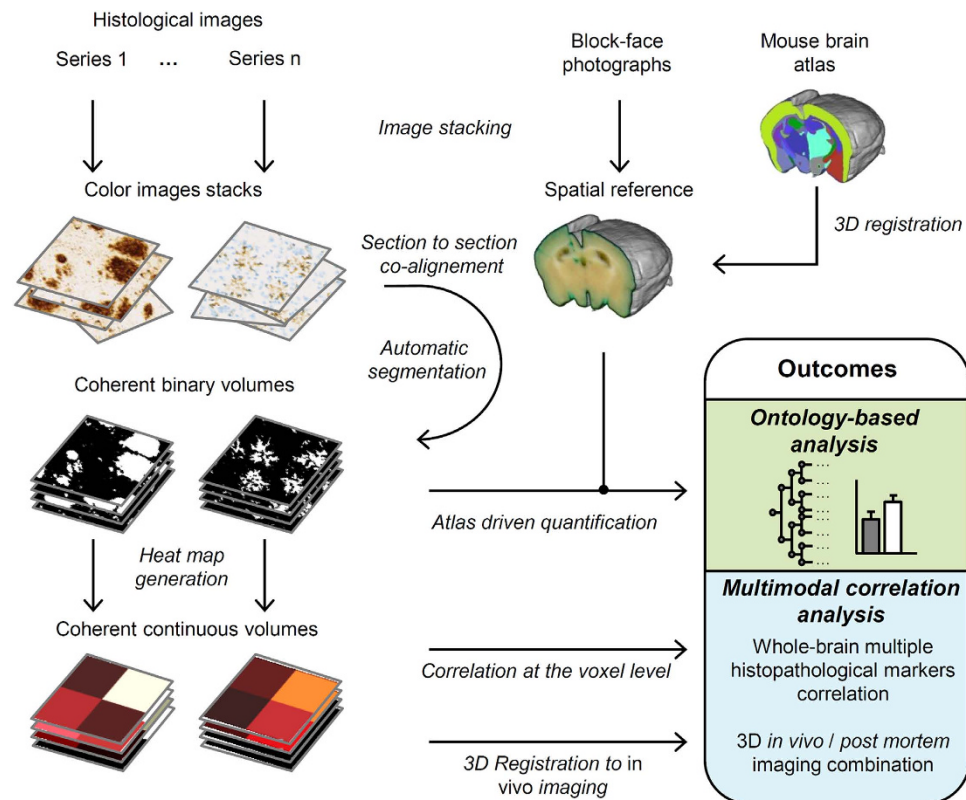 Histological images
Series 1 ... Series n
Block-face
photographs
Mouse brain
atlas
Image stacking
Color images stacks
Spatial reference
3D registration
Section to section
co-alignement
Automatic
segmentation
Coherent binary volumes
Outcomes
Ontology-based
analysis
...
...
...
...
...
...
Atlas driven quantification
Heat map
generation
Multimodal correlation
analysis
Coherent continuous volumes
Whole-brain multiple
histopathological markers
correlation
Correlation at the voxel level
3D in vivo / post mortem
imaging combination
3D Registration to in
vivo imaging